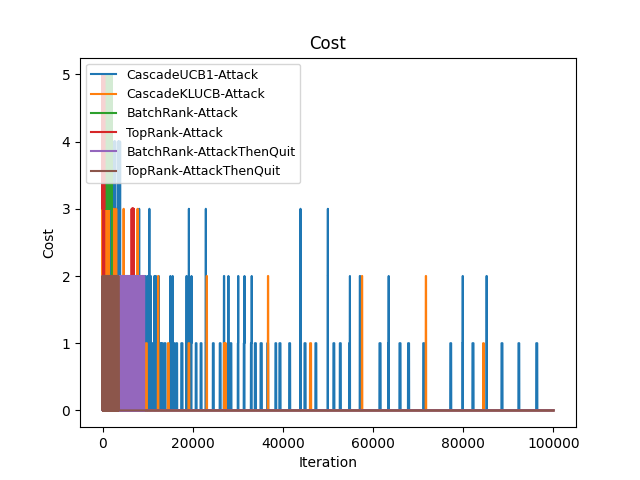 Cost
5
4
3
2
1
0
Cost
CascadeUCB1-Attack
CascadeKLUCB-Attack
BatchRank-Attack
TopRank-Attack
BatchRank-AttackThenQuit
TopRank-AttackThenQuit
0 20000 40000 60000 80000 100000
Iteration